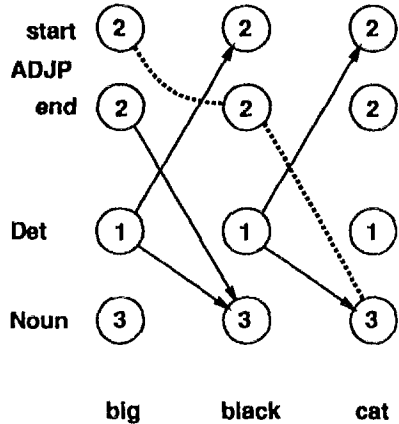 start 2 2 2
ADJP
end 2 2 2
Det 1 1 1
Noun 3 3 3
big black cat